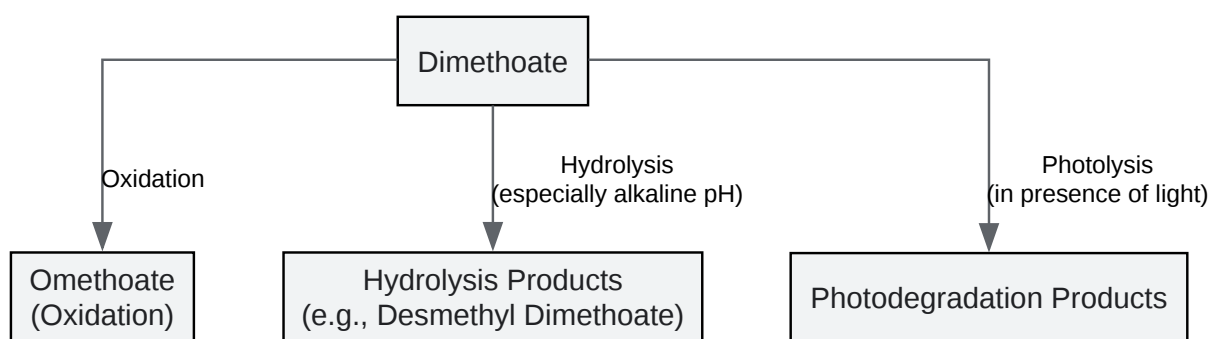 Dimethoate
Oxidation
Hydrolysis
(especially alkaline pH)
Photolysis
(in presence of light)
Omethoate
(Oxidation)
Hydrolysis Products
(e.g., Desmethyl Dimethoate)
Photodegradation Products